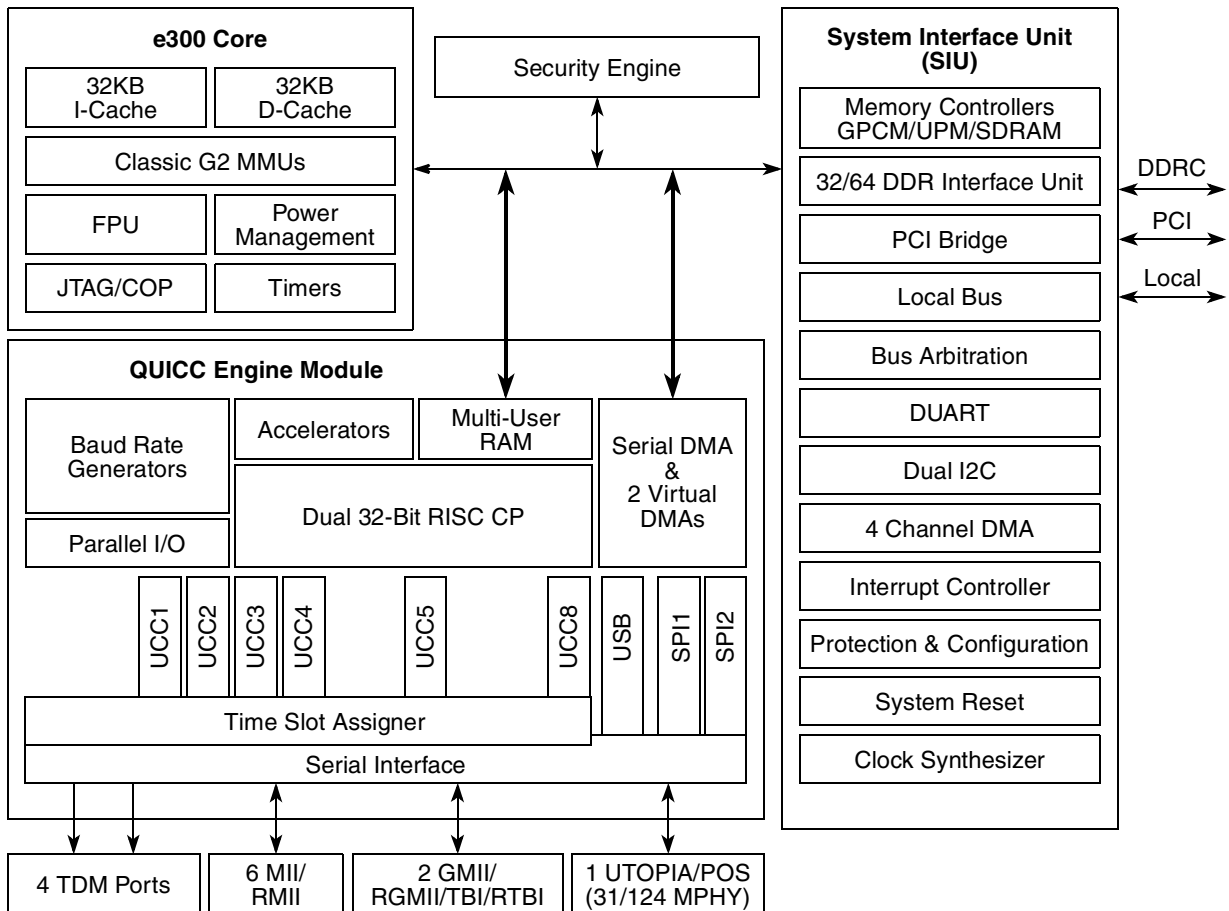 e300 Core
32KB
I-Cache
32KB
D-Cache
Classic G2 MMUs
FPU
Power
Management
JTAG/COP
Timers
Security Engine
System Interface Unit
(SIU)
Memory Controllers
GPCM/UPM/SDRAM
32/64 DDR Interface Unit
PCI Bridge
Local Bus
Bus Arbitration
DUART
Dual I2C
4 Channel DMA
Interrupt Controller
Protection & Configuration
System Reset
Clock Synthesizer
DDRC
PCI
Local
QUICC Engine Module
Baud Rate
Generators
Parallel I/O
Accelerators
Multi-User
RAM
Dual 32-Bit RISC CP
Serial DMA
&
2 Virtual
DMAs
UCC1
UCC2
UCC3
UCC4
UCC5
UCC8
USB
SPI1
SPI2
Time Slot Assigner
Serial Interface
4 TDM Ports
6 MII/
RMII
2 GMII/
RGMII/TBI/RTBI
1 UTOPIA/POS
(31/124 MPHY)